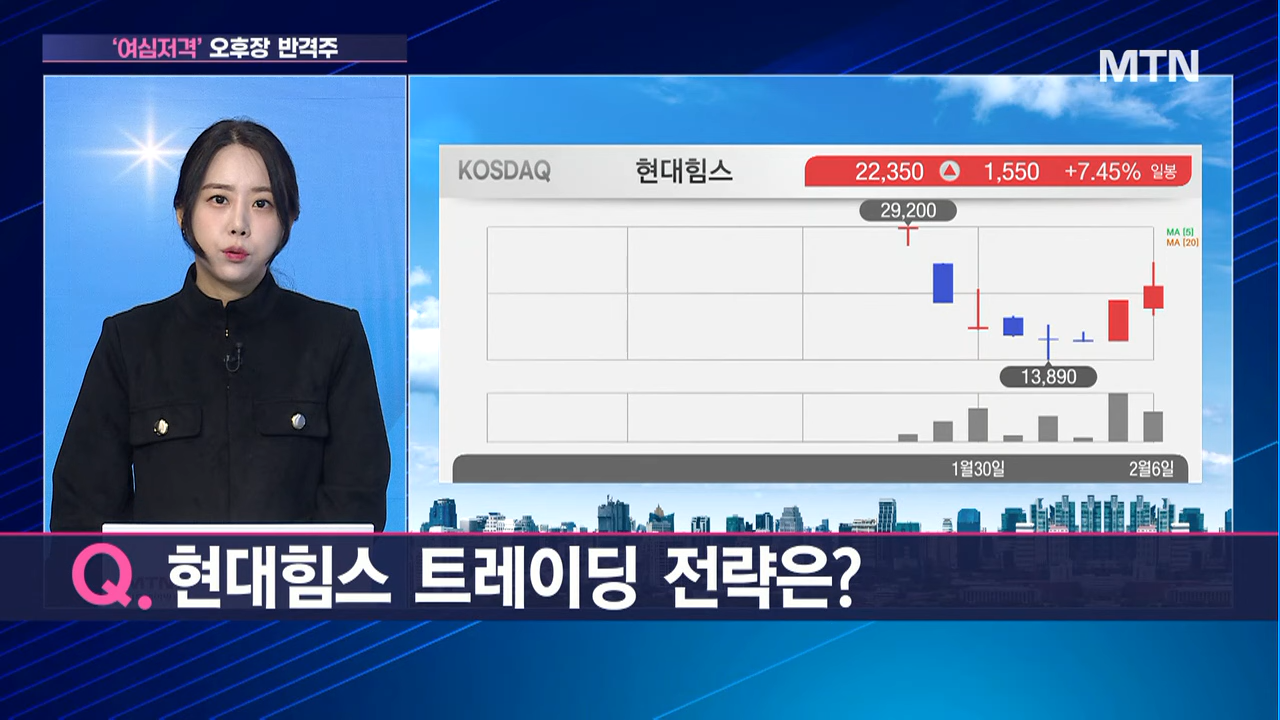 ‘여심저격’ 오후장 반격주
MTN
KOSDAQ 현대힘스 22,350 1,550 +7.45% 일봉
29,200
MA [5]
MA [20]
13,890
1월30일 2월6일
Q. 현대힘스 트레이딩 전략은?